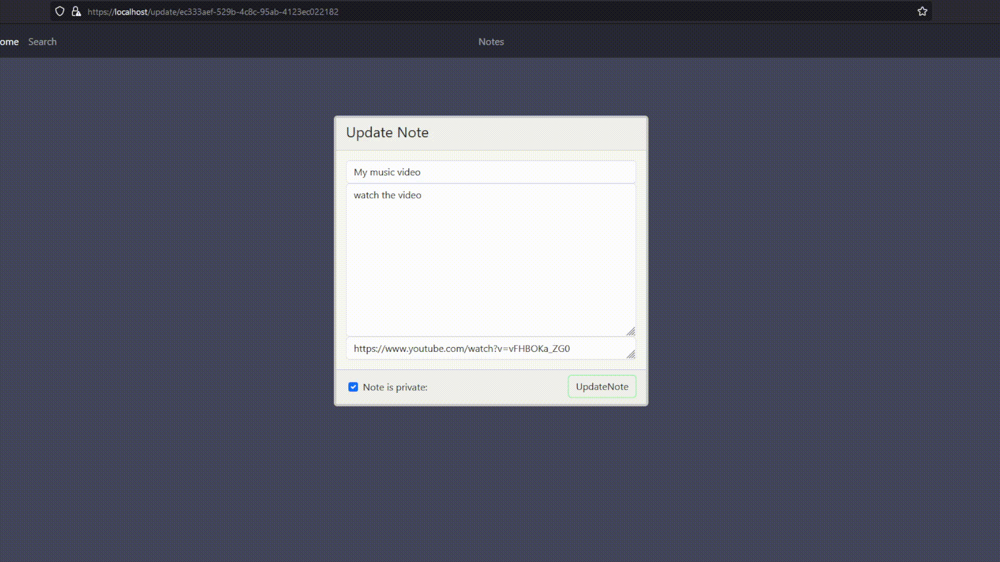 https://localhost/update/ec333aef-529b-4c8c-95ab-4123ec022182
ome Search Notes
Update Note
My music video
watch the video
https://www.youtube.com/watch?v=vFHBOKa_ZG0
Note is private: UpdateNote